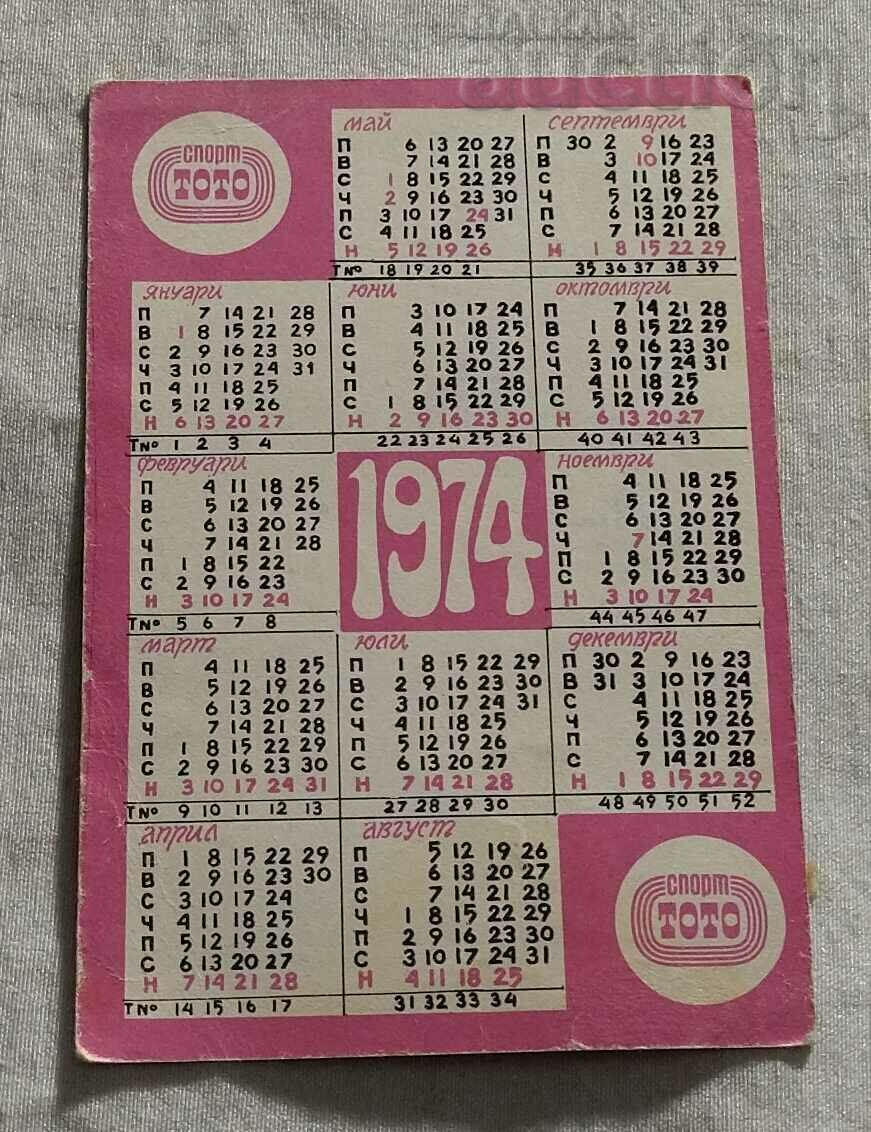 спорт
ТОТО
май
П 6 13 20 27
В 7 14 21 28
С 1 8 15 22 29
Ч 2 9 16 23 30
П 3 10 17 24 31
С 4 11 18 25
Н 5 12 19 26
Т№ 18 19 20 21
септември
П 30 2 9 16 23
В 3 10 17 24
С 4 11 18 25
Ч 5 12 19 26
П 6 13 20 27
С 7 14 21 28
Н 1 8 15 22 29
35 36 37 38 39
януари
П 7 14 21 28
В 1 8 15 22 29
С 2 9 16 23 30
Ч 3 10 17 24 31
П 4 11 18 25
С 5 12 19 26
Н 6 13 20 27
Т№ 1 2 3 4
юни
П 3 10 17 24
В 4 11 18 25
С 5 12 19 26
Ч 6 13 20 27
П 7 14 21 28
С 1 8 15 22 29
Н 2 9 16 23 30
22 23 24 25 26
октомври
П 7 14 21 28
В 1 8 15 22 29
С 2 9 16 23 30
Ч 3 10 17 24 31
П 4 11 18 25
С 5 12 19 26
Н 6 13 20 27
40 41 42 43
февруари
П 4 11 18 25
В 5 12 19 26
С 6 13 20 27
Ч 7 14 21 28
П 1 8 15 22
С 2 9 16 23
Н 3 10 17 24
Т№ 5 6 7 8
1974
ноември
П 4 11 18 25
В 5 12 19 26
С 6 13 20 27
Ч 7 14 21 28
П 1 8 15 22 29
С 2 9 16 23 30
Н 3 10 17 24
44 45 46 47
март
П 4 11 18 25
В 5 12 19 26
С 6 13 20 27
Ч 7 14 21 28
П 1 8 15 22 29
С 2 9 16 23 30
Н 3 10 17 24 31
Т№ 9 10 11 12 13
юли
П 1 8 15 22 29
В 2 9 16 23 30
С 3 10 17 24 31
Ч 4 11 18 25
П 5 12 19 26
С 6 13 20 27
Н 7 14 21 28
27 28 29 30
декември
П 30 2 9 16 23
В 31 3 10 17 24
С 4 11 18 25
Ч 5 12 19 26
П 6 13 20 27
С 7 14 21 28
Н 1 8 15 22 29
48 49 50 51 52
април
П 1 8 15 22 29
В 2 9 16 23 30
С 3 10 17 24
Ч 4 11 18 25
П 5 12 19 26
С 6 13 20 27
Н 7 14 21 28
Т№ 14 15 16 17
август
П 5 12 19 26
В 6 13 20 27
С 7 14 21 28
Ч 1 8 15 22 29
П 2 9 16 23 30
С 3 10 17 24 31
Н 4 11 18 25
31 32 33 34
спорт
ТОТО